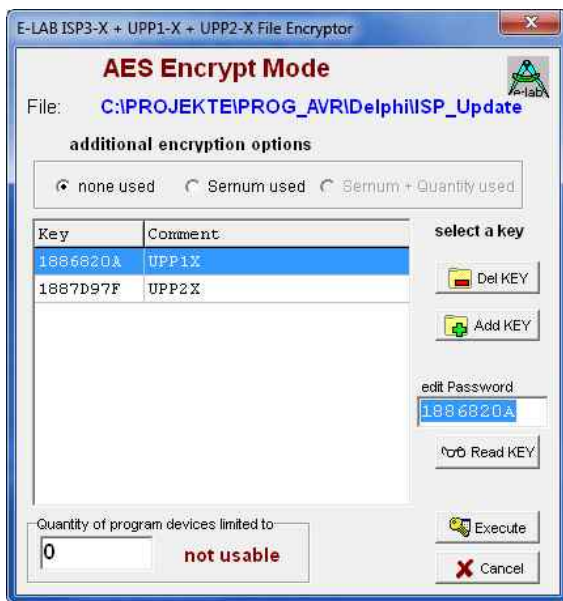 E-LAB ISP3-X + UPP1-X + UPP2-X File Encryptor
AES Encrypt Mode
e-lab
File: C:\PROJEKTE\PROG_AVR\Delphi\ISP_Update
additional encryption options
none used Sernum used Sernum + Quantity used
Key Comment select a key
1886820A UPP1X
1887D97F UPP2X
Del KEY
Add KEY
edit Password
1886820A
Read KEY
Quantity of program devices limited to
0 not usable
Execute
Cancel